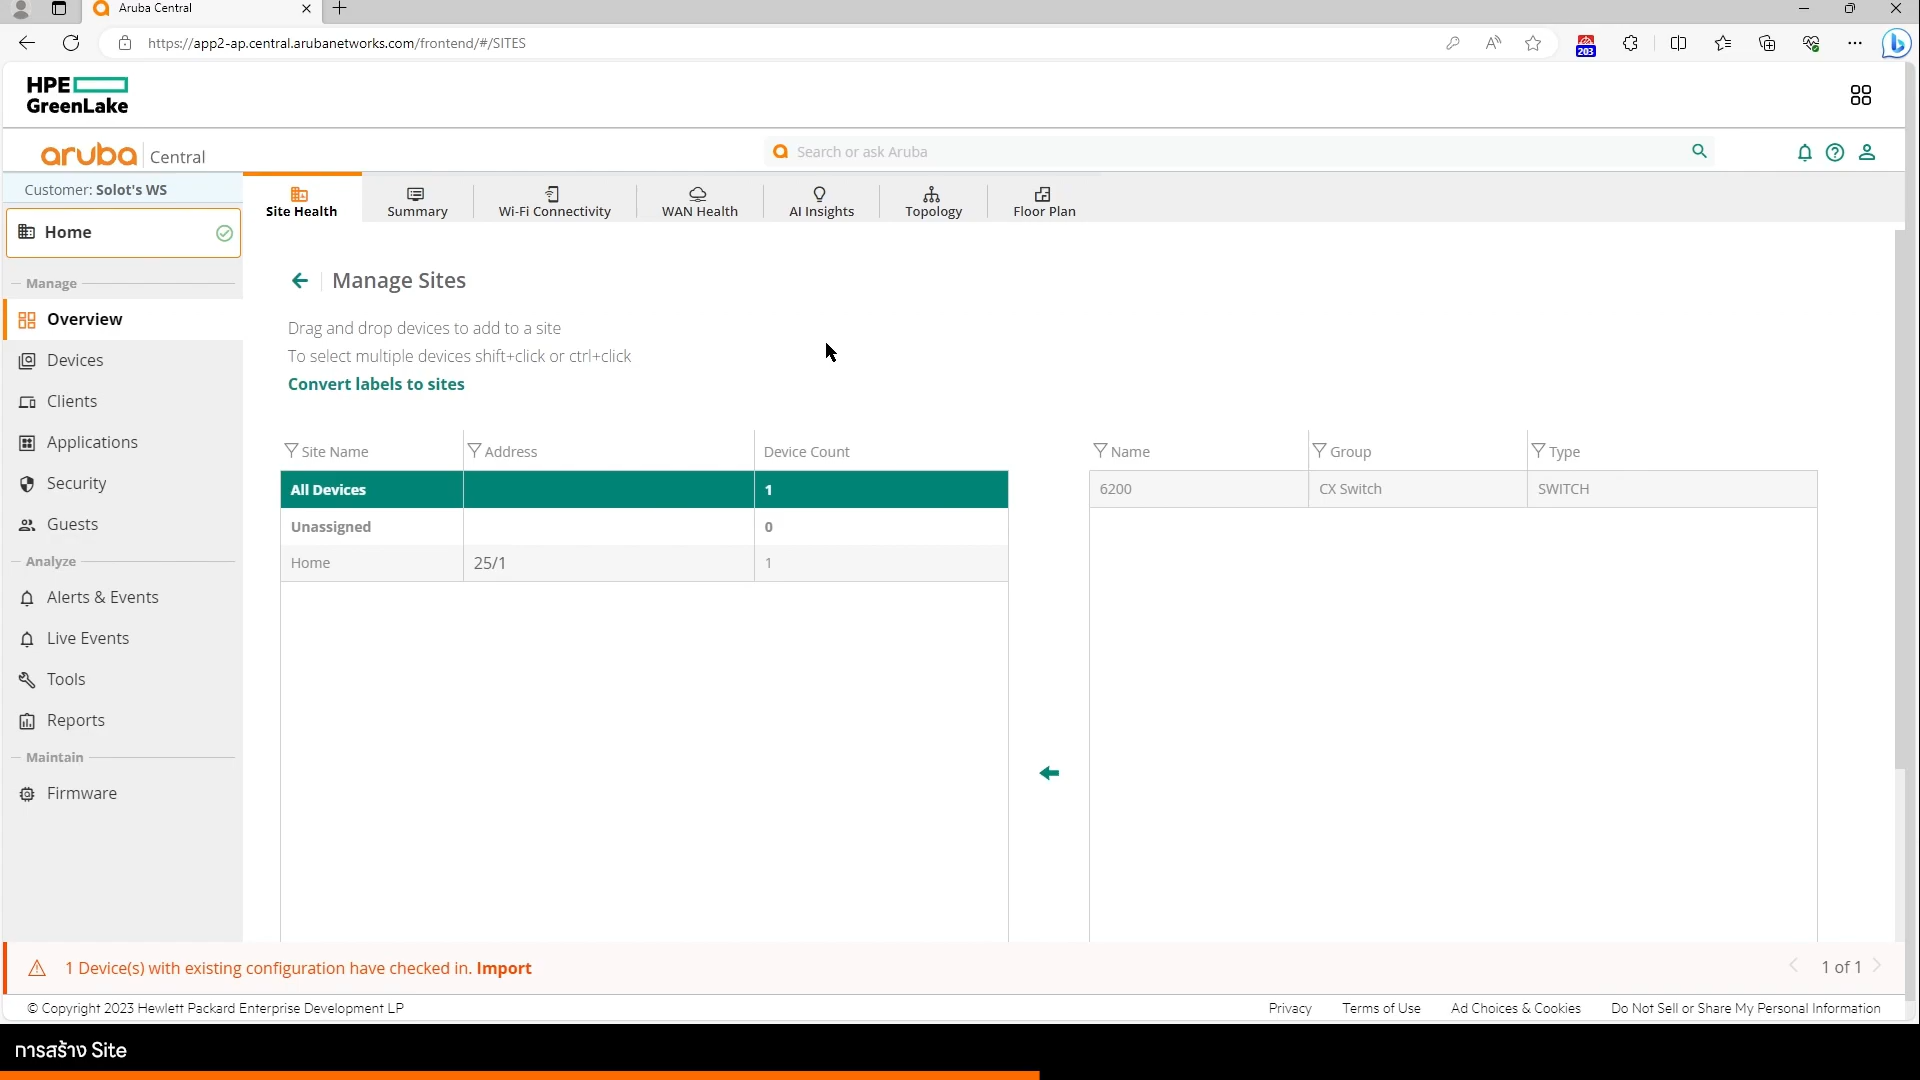 Aruba Central
https://app2-ap.central.arubanetworks.com/frontend/#/SITES
203
HPE
GreenLake
aruba Central
Search or ask Aruba
Customer: Solot's WS
Site Health
Summary
Wi-Fi Connectivity
WAN Health
AI Insights
Topology
Floor Plan
Home
Manage
Overview
Devices
Clients
Applications
Security
Guests
Analyze
Alerts & Events
Live Events
Tools
Reports
Maintain
Firmware
Manage Sites
Drag and drop devices to add to a site
To select multiple devices shift+click or ctrl+click
Convert labels to sites
Site Name Address Device Count
All Devices 1
Unassigned 0
Home 25/1 1
Name Group Type
6200 CX Switch SWITCH
1 Device(s) with existing configuration have checked in. Import
1 of 1
© Copyright 2023 Hewlett Packard Enterprise Development LP
Privacy Terms of Use Ad Choices & Cookies Do Not Sell or Share My Personal Information
การสร้าง Site